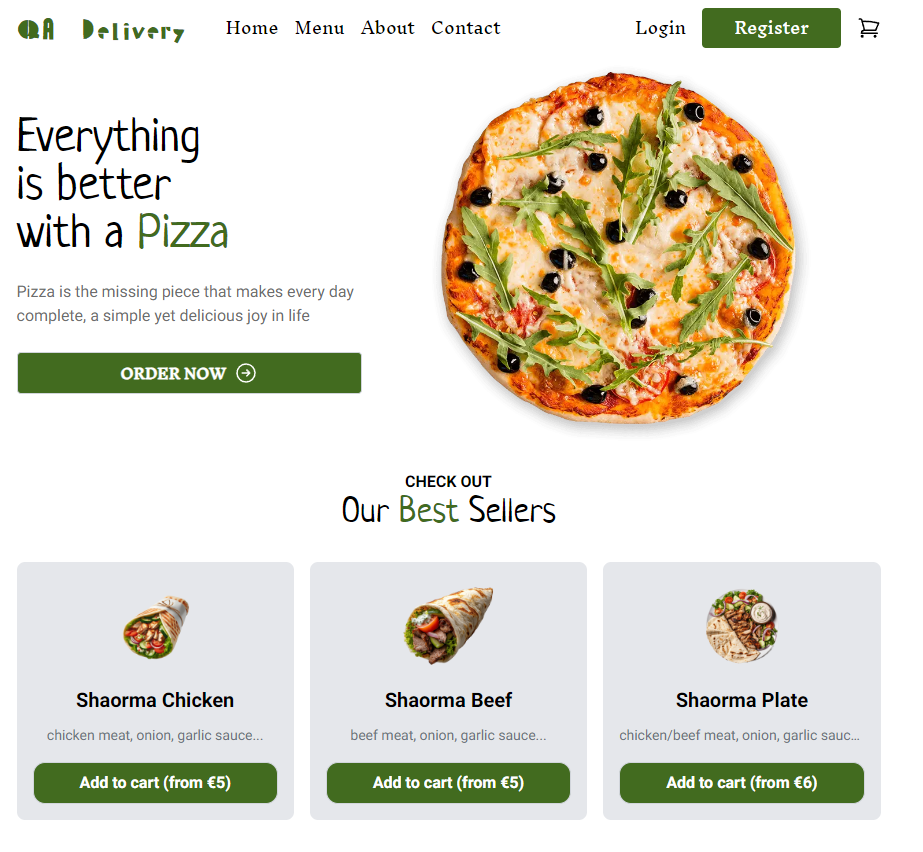 QA Delivery
Home Menu About Contact
Login Register
Everything
is better
with a Pizza
Pizza is the missing piece that makes every day
complete, a simple yet delicious joy in life
ORDER NOW
CHECK OUT
Our Best Sellers
Shaorma Chicken
chicken meat, onion, garlic sauce...
Add to cart (from €5)
Shaorma Beef
beef meat, onion, garlic sauce...
Add to cart (from €5)
Shaorma Plate
chicken/beef meat, onion, garlic sauc...
Add to cart (from €6)